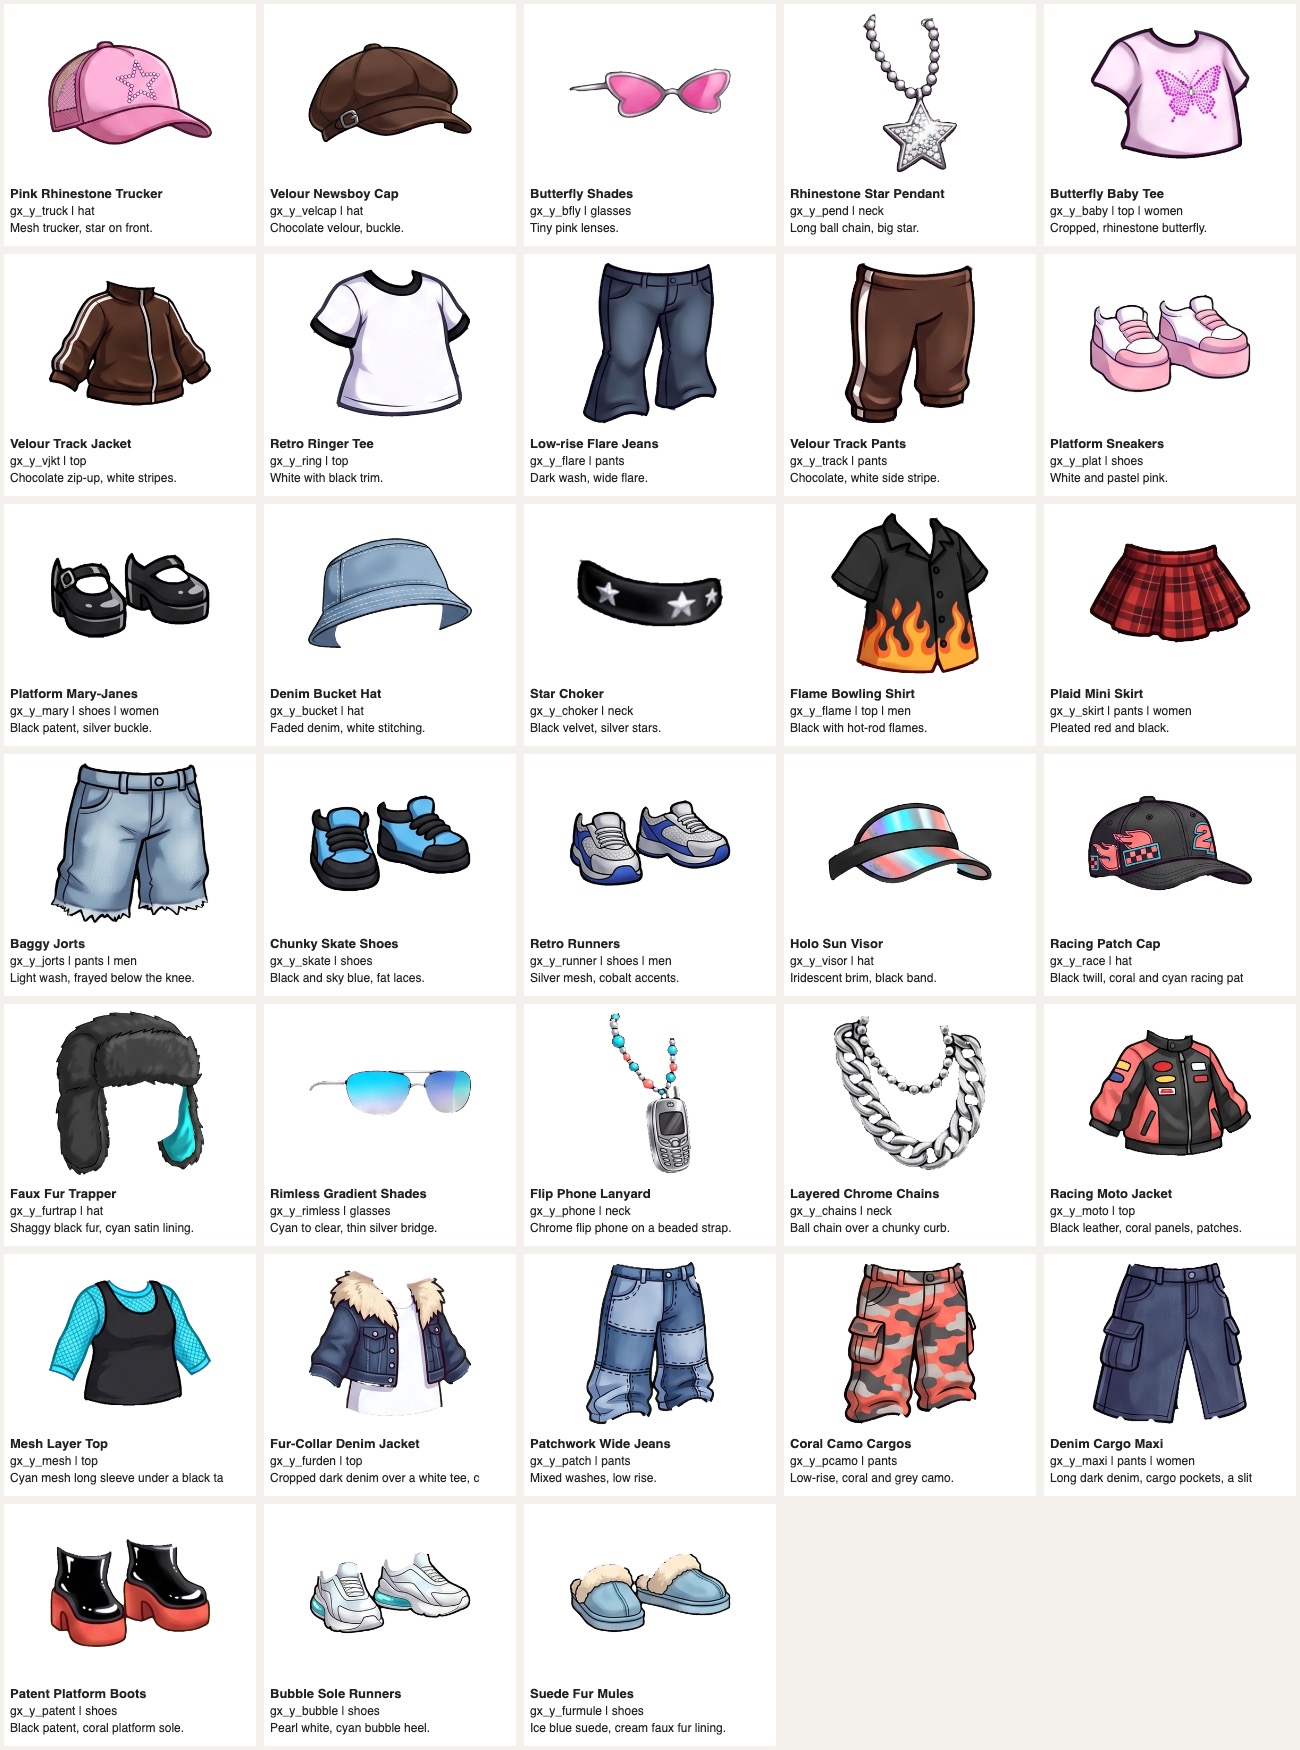 Pink Rhinestone Trucker
gx_y_truck | hat
Mesh trucker, star on front.
Velour Newsboy Cap
gx_y_velcap | hat
Chocolate velour, buckle.
Butterfly Shades
gx_y_bfly | glasses
Tiny pink lenses.
Rhinestone Star Pendant
gx_y_pend | neck
Long ball chain, big star.
Butterfly Baby Tee
gx_y_baby | top | women
Cropped, rhinestone butterfly.
Velour Track Jacket
gx_y_vjkt | top
Chocolate zip-up, white stripes.
Retro Ringer Tee
gx_y_ring | top
White with black trim.
Low-rise Flare Jeans
gx_y_flare | pants
Dark wash, wide flare.
Velour Track Pants
gx_y_track | pants
Chocolate, white side stripe.
Platform Sneakers
gx_y_plat | shoes
White and pastel pink.
Platform Mary-Janes
gx_y_mary | shoes | women
Black patent, silver buckle.
Denim Bucket Hat
gx_y_bucket | hat
Faded denim, white stitching.
Star Choker
gx_y_choker | neck
Black velvet, silver stars.
Flame Bowling Shirt
gx_y_flame | top | men
Black with hot-rod flames.
Plaid Mini Skirt
gx_y_skirt | pants | women
Pleated red and black.
Baggy Jorts
gx_y_jorts | pants | men
Light wash, frayed below the knee.
Chunky Skate Shoes
gx_y_skate | shoes
Black and sky blue, fat laces.
Retro Runners
gx_y_runner | shoes | men
Silver mesh, cobalt accents.
Holo Sun Visor
gx_y_visor | hat
Iridescent brim, black band.
2
Racing Patch Cap
gx_y_race | hat
Black twill, coral and cyan racing pat
Faux Fur Trapper
gx_y_furtrap | hat
Shaggy black fur, cyan satin lining.
Rimless Gradient Shades
gx_y_rimless | glasses
Cyan to clear, thin silver bridge.
Flip Phone Lanyard
gx_y_phone | neck
Chrome flip phone on a beaded strap.
Layered Chrome Chains
gx_y_chains | neck
Ball chain over a chunky curb.
Racing Moto Jacket
gx_y_moto | top
Black leather, coral panels, patches.
Mesh Layer Top
gx_y_mesh | top
Cyan mesh long sleeve under a black ta
Fur-Collar Denim Jacket
gx_y_furden | top
Cropped dark denim over a white tee, c
Patchwork Wide Jeans
gx_y_patch | pants
Mixed washes, low rise.
Coral Camo Cargos
gx_y_pcamo | pants
Low-rise, coral and grey camo.
Denim Cargo Maxi
gx_y_maxi | pants | women
Long dark denim, cargo pockets, a slit
Patent Platform Boots
gx_y_patent | shoes
Black patent, coral platform sole.
Bubble Sole Runners
gx_y_bubble | shoes
Pearl white, cyan bubble heel.
Suede Fur Mules
gx_y_furmule | shoes
Ice blue suede, cream faux fur lining.